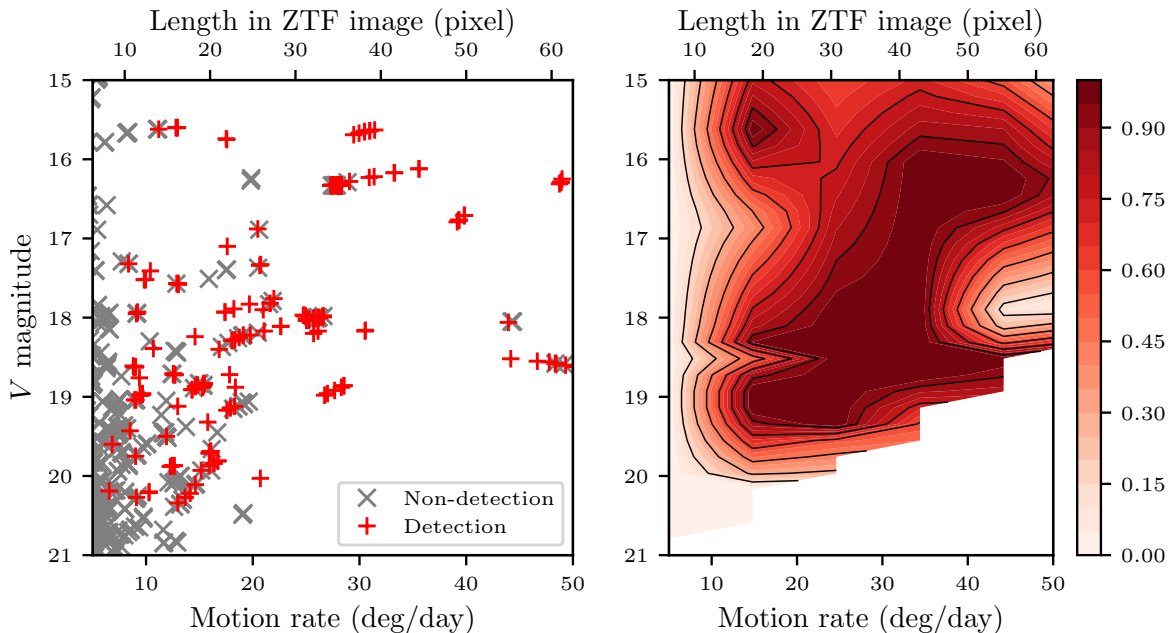 Length in ZTF image (pixel)
10 20 30 40 50 60
15
16
17
18
19
20
21
V magnitude
Non-detection
Detection
10 20 30 40 50
Motion rate (deg/day)
Length in ZTF image (pixel)
10 20 30 40 50 60
15
16
17
18
19
20
21
10 20 30 40 50
Motion rate (deg/day)
0.90
0.75
0.60
0.45
0.30
0.15
0.00